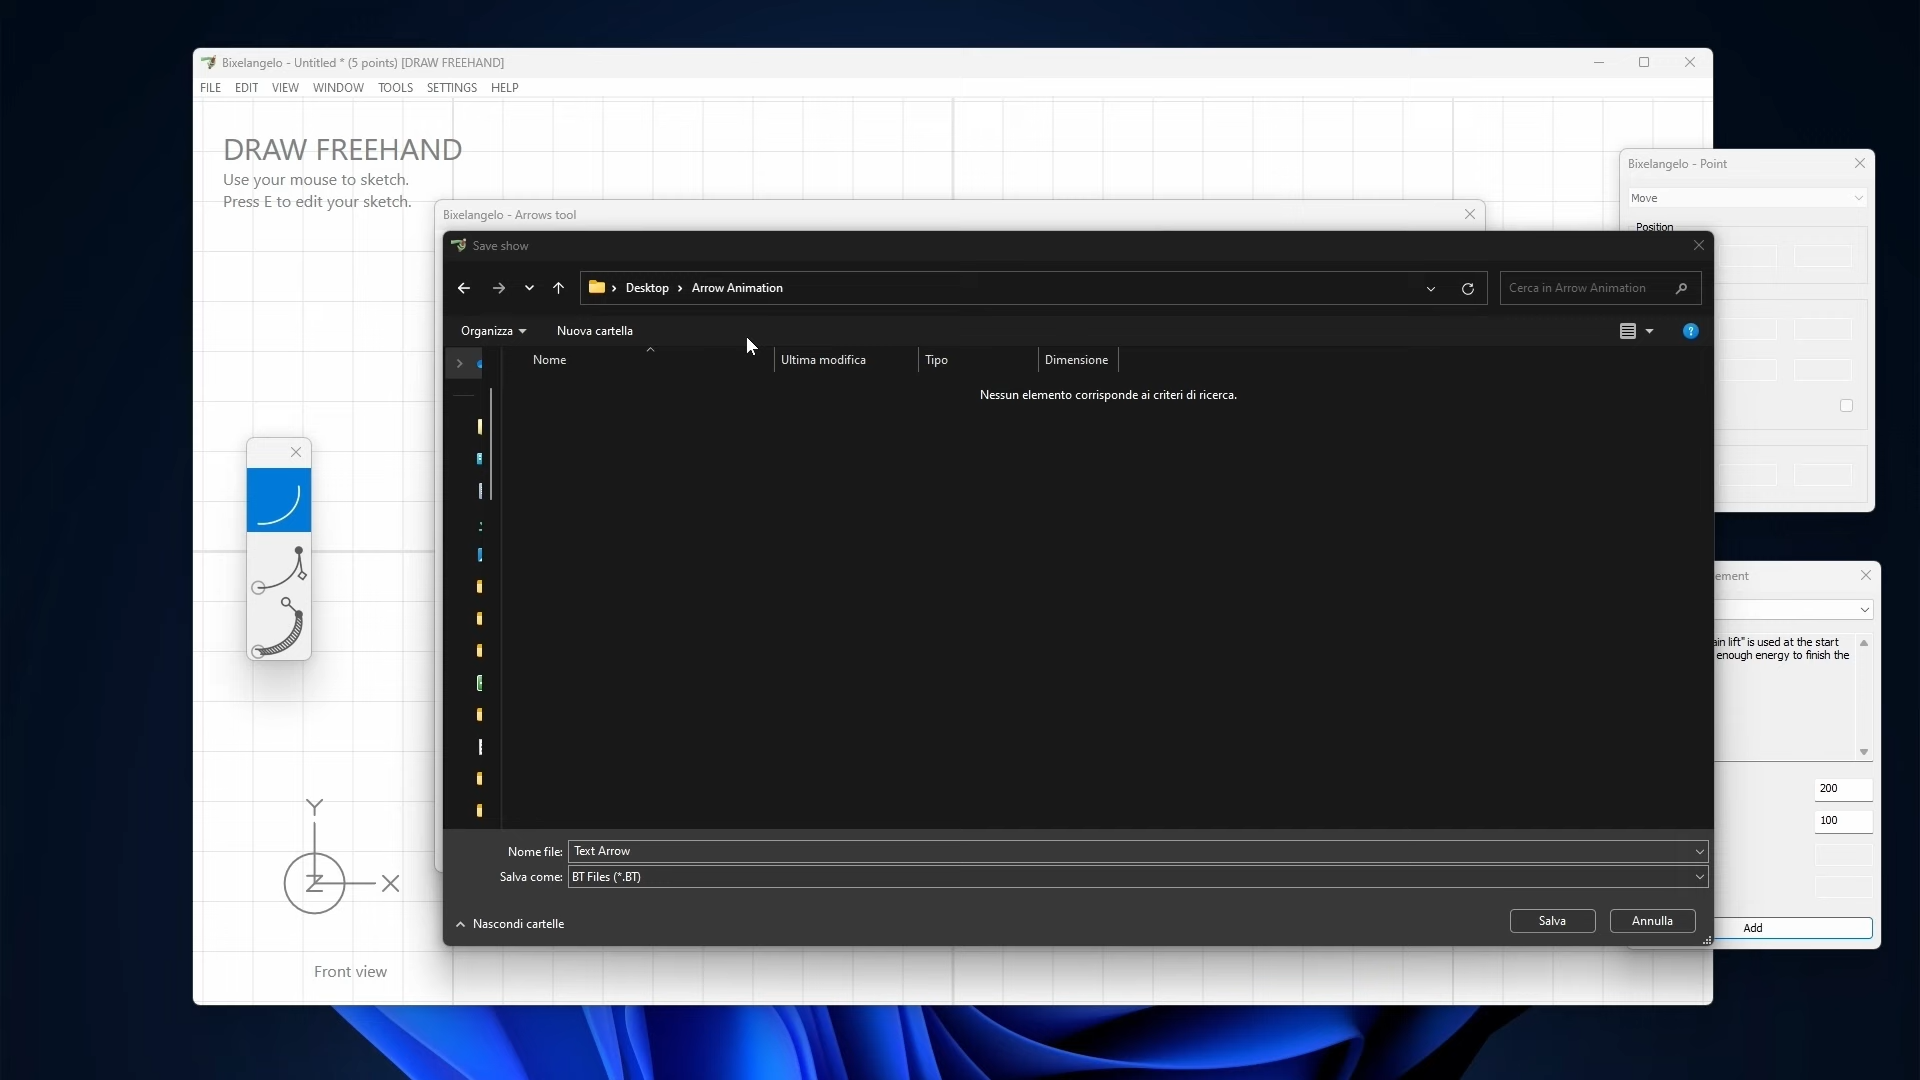 Bixelangelo - Untitled * (5 points) [DRAW FREEHAND]
FILE EDIT VIEW WINDOW TOOLS SETTINGS HELP
DRAW FREEHAND
Use your mouse to sketch.
Press E to edit your sketch.
Bixelangelo - Point
Move
Position
Bixelangelo - Arrows tool
Save show
Desktop Arrow Animation
Cerca in Arrow Animation
Organizza Nuova cartella
Nome Ultima modifica Tipo Dimensione
Nessun elemento corrisponde ai criteri di ricerca.
ement
ain lift" is used at the start
enough energy to finish the
200
100
Add
Nome file: Text Arrow
Salva come: BT Files (*.BT)
Nascondi cartelle
Salva Annulla
Y
Z X
Front view